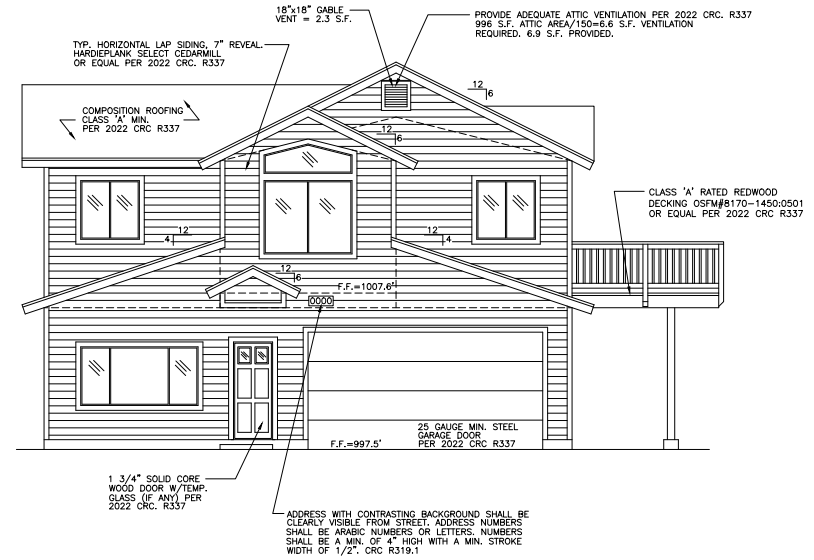 18"x18" GABLE
VENT = 2.3 S.F.
PROVIDE ADEQUATE ATTIC VENTILATION PER 2022 CRC. R337
996 S.F. ATTIC AREA/150=6.6 S.F. VENTILATION
REQUIRED. 6.9 S.F. PROVIDED.
TYP. HORIZONTAL LAP SIDING, 7" REVEAL.
HARDIEPLANK SELECT CEDARMILL
OR EQUAL PER 2022 CRC. R337
12
6
COMPOSITION ROOFING
CLASS 'A' MIN.
PER 2022 CRC R337
12
6
CLASS 'A' RATED REDWOOD
DECKING OSFM#8170-1450:0501
OR EQUAL PER 2022 CRC R337
12
4
12
4
12
6
F.F.=1007.6'
0000
25 GAUGE MIN. STEEL
GARAGE DOOR
PER 2022 CRC R337
F.F.=997.5'
1 3/4" SOLID CORE
WOOD DOOR W/TEMP.
GLASS (IF ANY) PER
2022 CRC. R337
ADDRESS WITH CONTRASTING BACKGROUND SHALL BE
CLEARLY VISIBLE FROM STREET. ADDRESS NUMBERS
SHALL BE ARABIC NUMBERS OR LETTERS. NUMBERS
SHALL BE A MIN. OF 4" HIGH WITH A MIN. STROKE
WIDTH OF 1/2". CRC R319.1